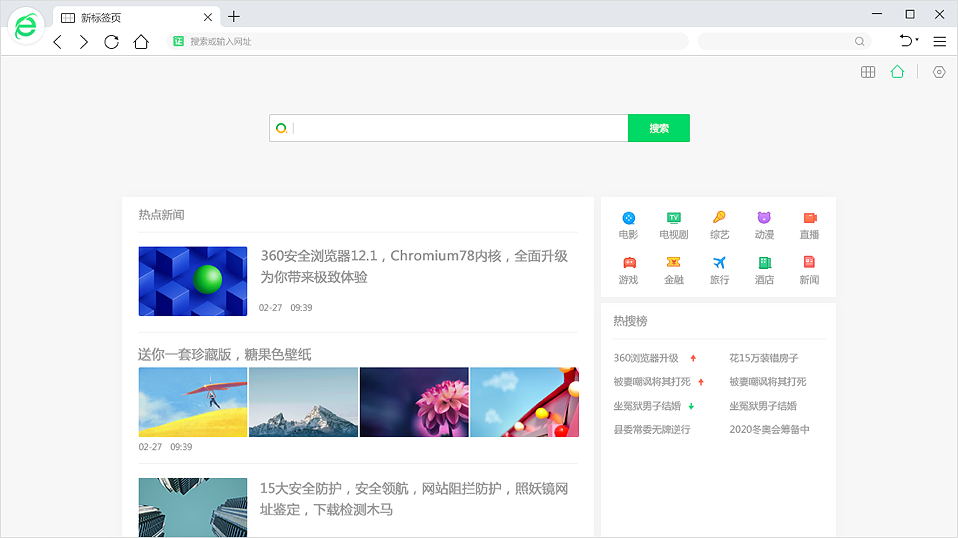 新标签页
搜索或输入网址
搜索
热点新闻
360安全浏览器12.1，Chromium78内核，全面升级
为你带来极致体验
02-27 09:39
送你一套珍藏版，糖果色壁纸
02-27 09:39
15大安全防护，安全领航，网站阻拦防护，照妖镜网
址鉴定，下载检测木马
电影 电视剧 综艺 动漫 直播
游戏 金融 旅行 酒店 新闻
热搜榜
360浏览器升级 花15万装错房子
被妻嘲讽将其打死 被妻嘲讽将其打死
坐冤狱男子结婚 坐冤狱男子结婚
县委常委无牌逆行 2020冬奥会筹备中